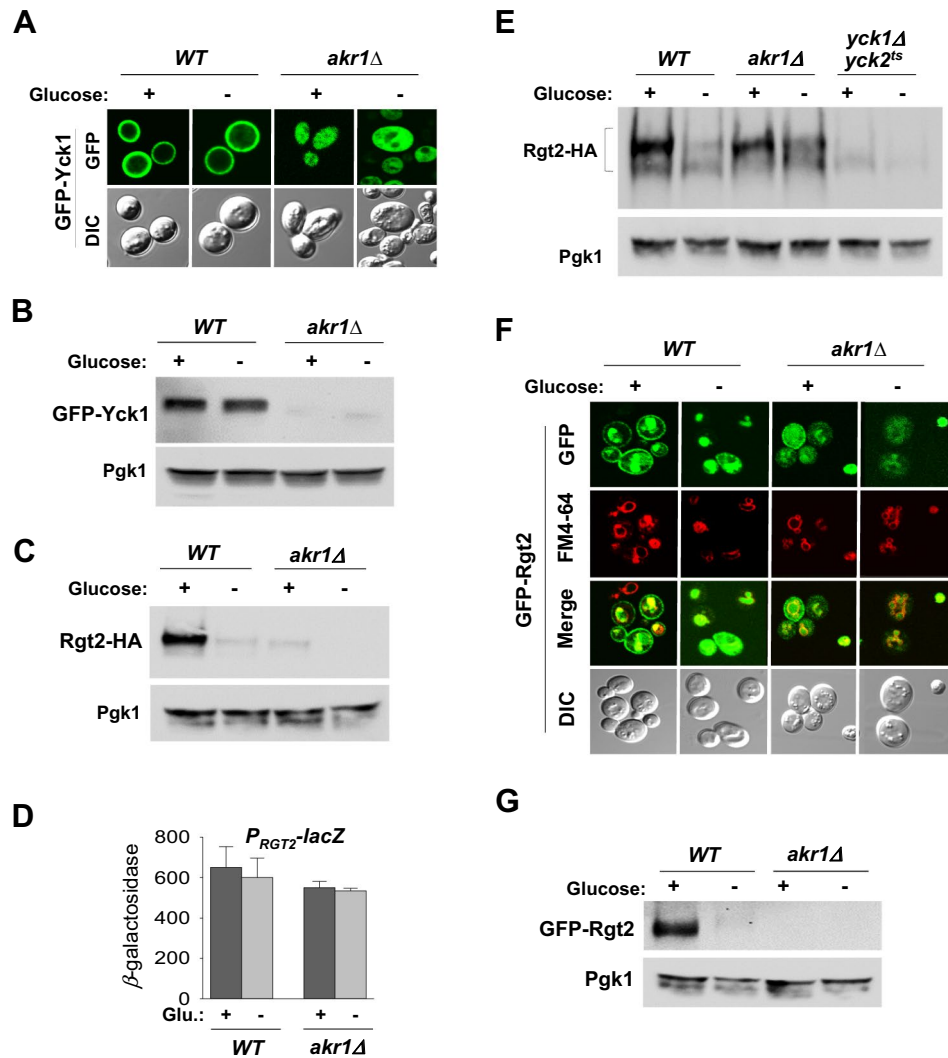 A
WT akr1Δ
Glucose: + - + -
GFP-Yck1
GFP
DIC
B
WT akr1Δ
Glucose: + - + -
GFP-Yck1
Pgk1
C
WT akr1Δ
Glucose: + - + -
Rgt2-HA
Pgk1
D
P_RGT2-lacZ
β-galactosidase
800
600
400
200
0
Glu.: + - + -
WT akr1Δ
E
WT akr1Δ yck1Δ
yck2ts
Glucose: + - + - + -
Rgt2-HA
Pgk1
F
WT akr1Δ
Glucose: + - + -
GFP-Rgt2
GFP
FM4-64
Merge
DIC
G
WT akr1Δ
Glucose: + - + -
GFP-Rgt2
Pgk1